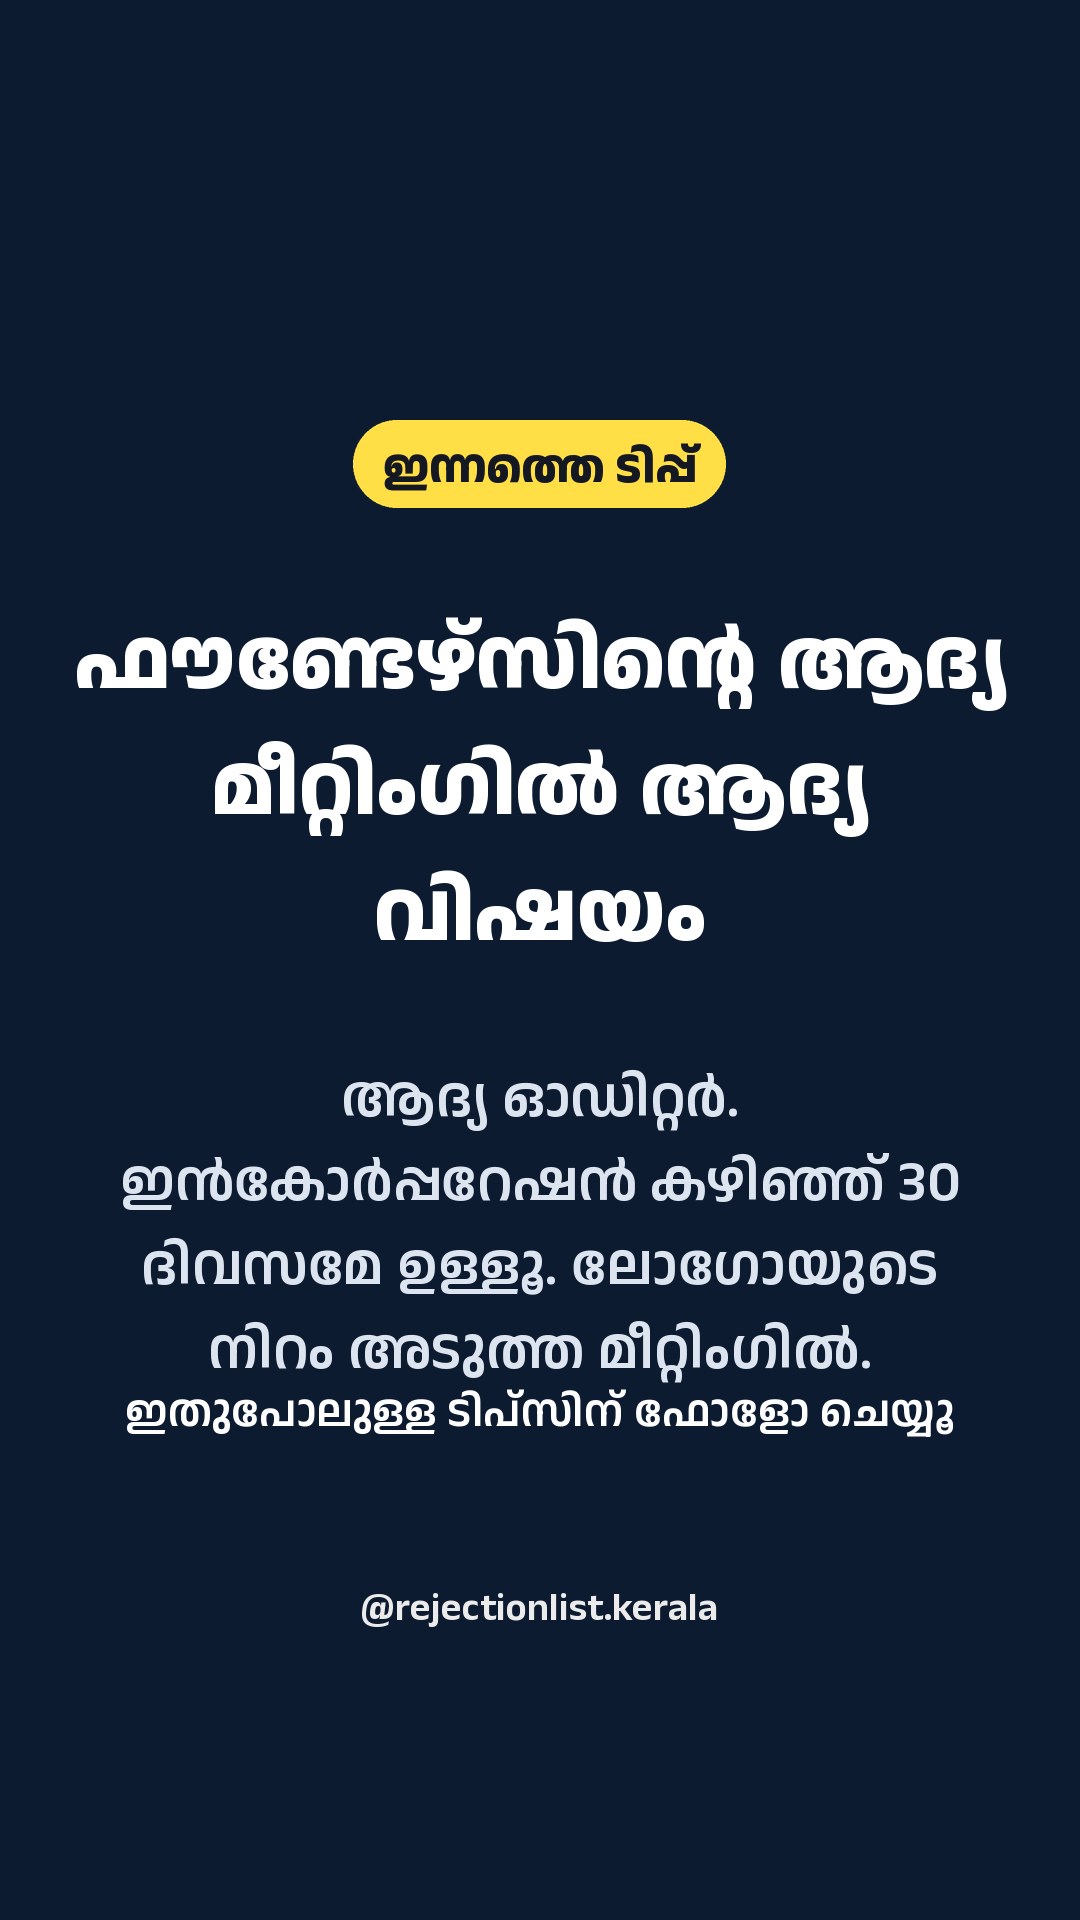 ഇന്നത്തെ ടിപ്പ്
ഫൗണ്ടേഴ്സിന്റെ ആദ്യ
മീറ്റിംഗിൽ ആദ്യ
വിഷയം
ആദ്യ ഓഡിറ്റർ.
ഇൻകോർപ്പറേഷൻ കഴിഞ്ഞ് 30
ദിവസമേ ഉള്ളൂ. ലോഗോയുടെ
നിറം അടുത്ത മീറ്റിംഗിൽ.
ഇതുപോലുള്ള ടിപ്സിന് ഫോളോ ചെയ്യൂ
@rejectionlist.kerala